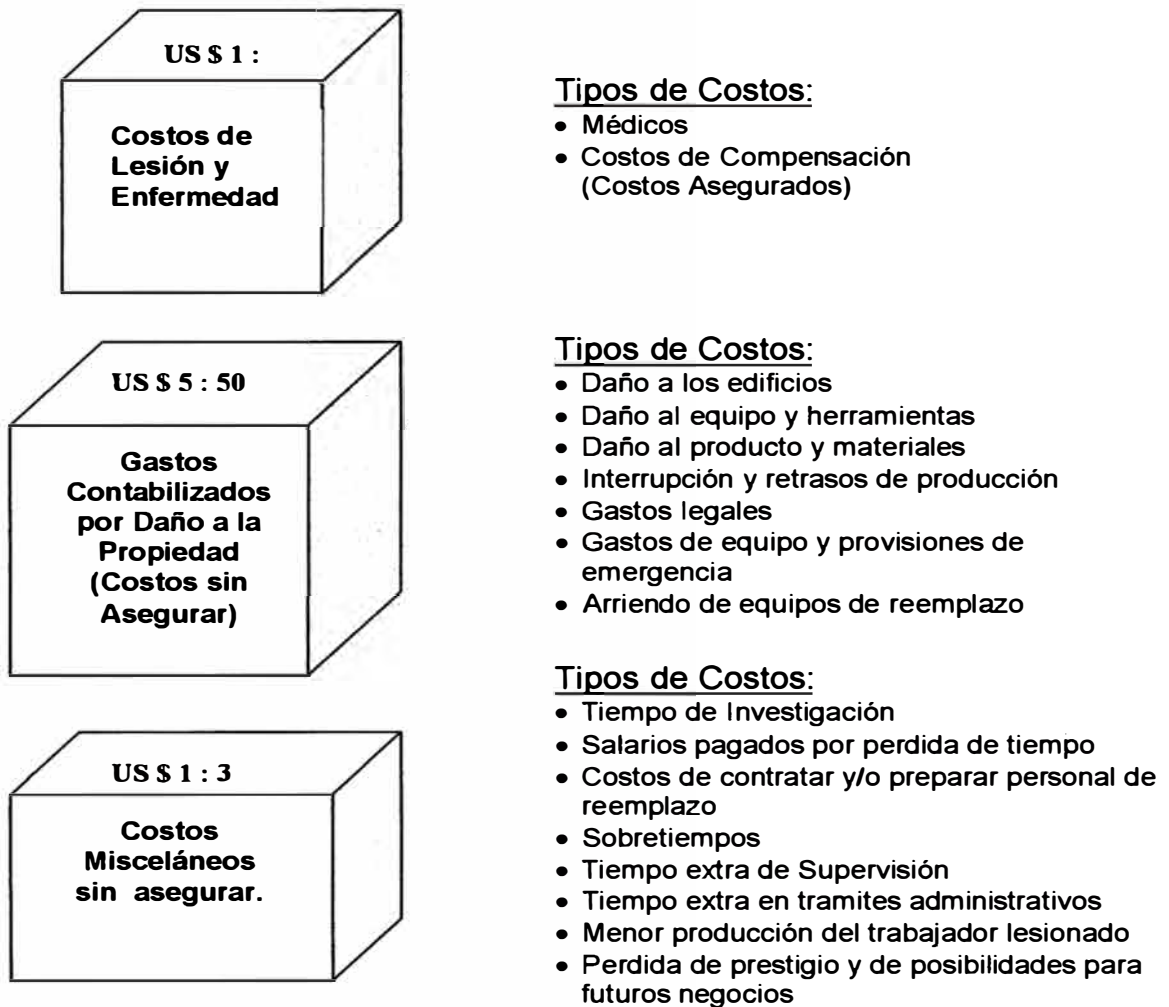 US $ 1 :
Costos de
Lesión y
Enfermedad
Tipos de Costos:
• Médicos
• Costos de Compensación
(Costos Asegurados)
US $ 5 : 50
Gastos
Contabilizados
por Daño a la
Propiedad
(Costos sin
Asegurar)
Tipos de Costos:
• Daño a los edificios
• Daño al equipo y herramientas
• Daño al producto y materiales
• Interrupción y retrasos de producción
• Gastos legales
• Gastos de equipo y provisiones de
emergencia
• Arriendo de equipos de reemplazo
US $ 1 : 3
Costos
Misceláneos
sin asegurar.
Tipos de Costos:
• Tiempo de Investigación
• Salarios pagados por perdida de tiempo
• Costos de contratar y/o preparar personal de
reemplazo
• Sobretiempos
• Tiempo extra de Supervisión
• Tiempo extra en tramites administrativos
• Menor producción del trabajador lesionado
• Perdida de prestigio y de posibilidades para
futuros negocios